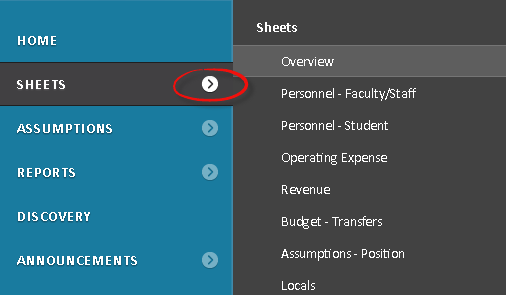 HOME
SHEETS
ASSUMPTIONS
REPORTS
DISCOVERY
ANNOUNCEMENTS
Sheets
Overview
Personnel - Faculty/Staff
Personnel - Student
Operating Expense
Revenue
Budget - Transfers
Assumptions - Position
Locals